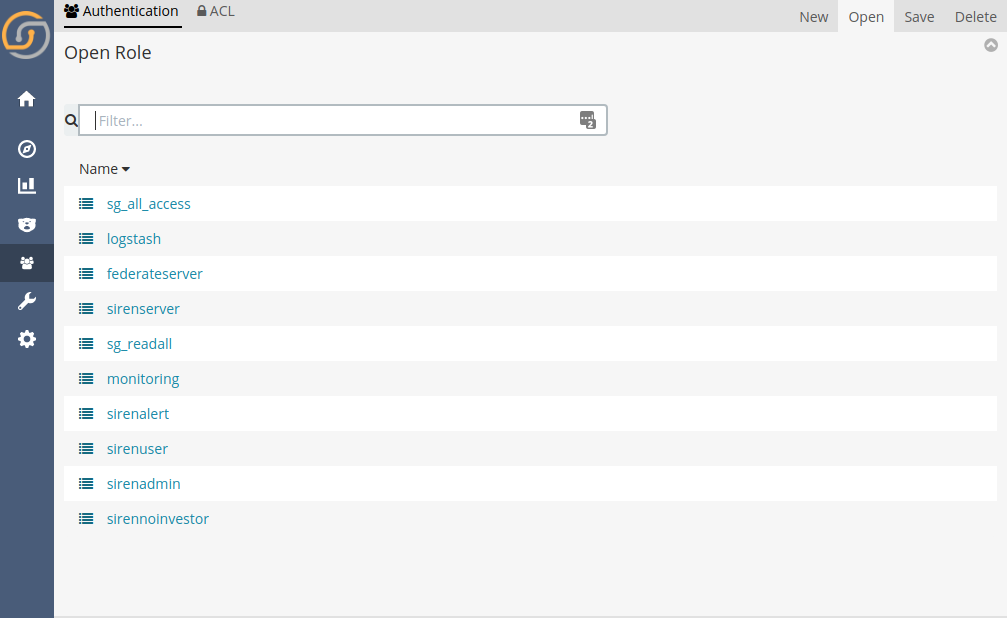 Authentication ACL
New Open Save Delete
Open Role
Filter...
2
Name
sg_all_access
logstash
federateserver
sirenserver
sg_readall
monitoring
sirenalert
sirenuser
sirenadmin
sirennoinvestor